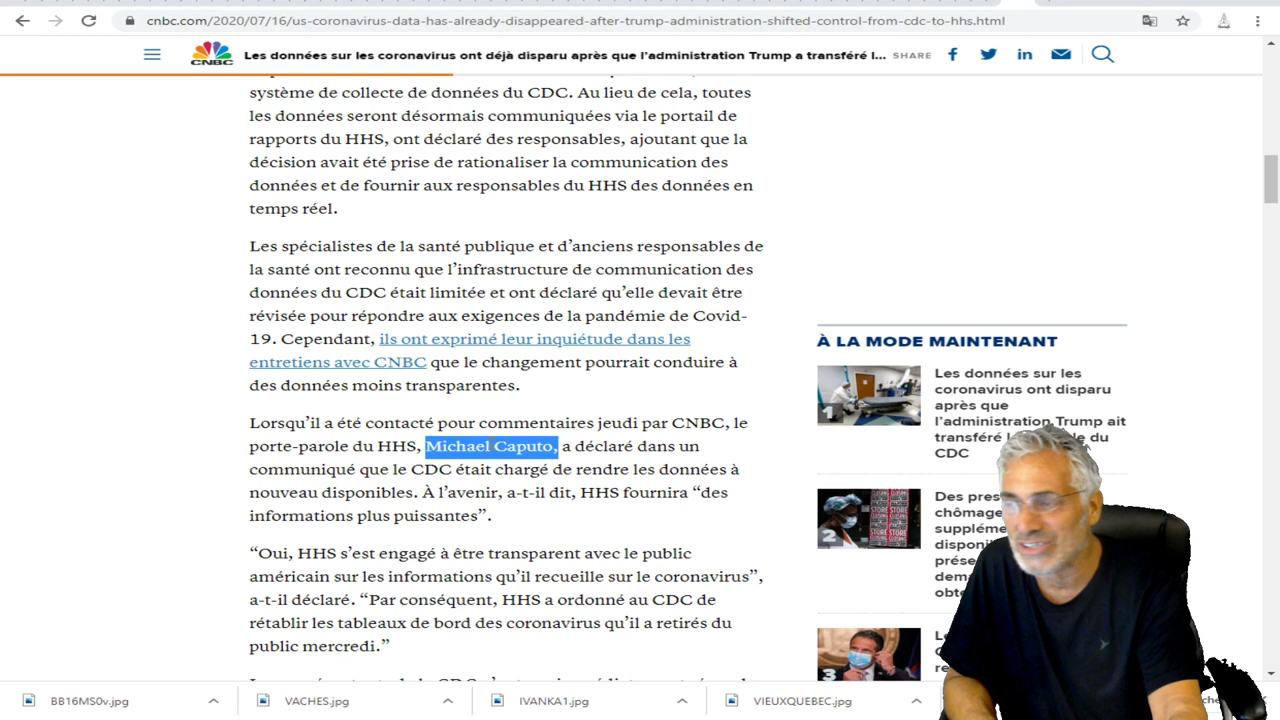 cnbc.com/2020/07/16/us-coronavirus-data-has-already-disappeared-after-trump-administration-shifted-control-from-cdc-to-hhs.html
CNBC
Les données sur les coronavirus ont déjà disparu après que l'administration Trump a transféré l...
SHARE
système de collecte de données du CDC. Au lieu de cela, toutes
les données seront désormais communiquées via le portail de
rapports du HHS, ont déclaré des responsables, ajoutant que la
décision avait été prise de rationaliser la communication des
données et de fournir aux responsables du HHS des données en
temps réel.
Les spécialistes de la santé publique et d'anciens responsables de
la santé ont reconnu que l'infrastructure de communication des
données du CDC était limitée et ont déclaré qu'elle devait être
révisée pour répondre aux exigences de la pandémie de Covid-
19. Cependant, ils ont exprimé leur inquiétude dans les
entretiens avec CNBC que le changement pourrait conduire à
des données moins transparentes.
Lorsqu'il a été contacté pour commentaires jeudi par CNBC, le
porte-parole du HHS, Michael Caputo, a déclaré dans un
communiqué que le CDC était chargé de rendre les données à
nouveau disponibles. À l'avenir, a-t-il dit, HHS fournira “des
informations plus puissantes”.
“Oui, HHS s'est engagé à être transparent avec le public
américain sur les informations qu'il recueille sur le coronavirus”,
a-t-il déclaré. “Par conséquent, HHS a ordonné au CDC de
rétablir les tableaux de bord des coronavirus qu'il a retirés du
public mercredi.”
À LA MODE MAINTENANT
1
Les données sur les
coronavirus ont disparu
après que
l'administration Trump ait
transféré le du
CDC
2
Des
chômage
disponib
3
BB16MS0v.jpg
VACHES.jpg
IVANKA1.jpg
VIEUXQUEBEC.jpg